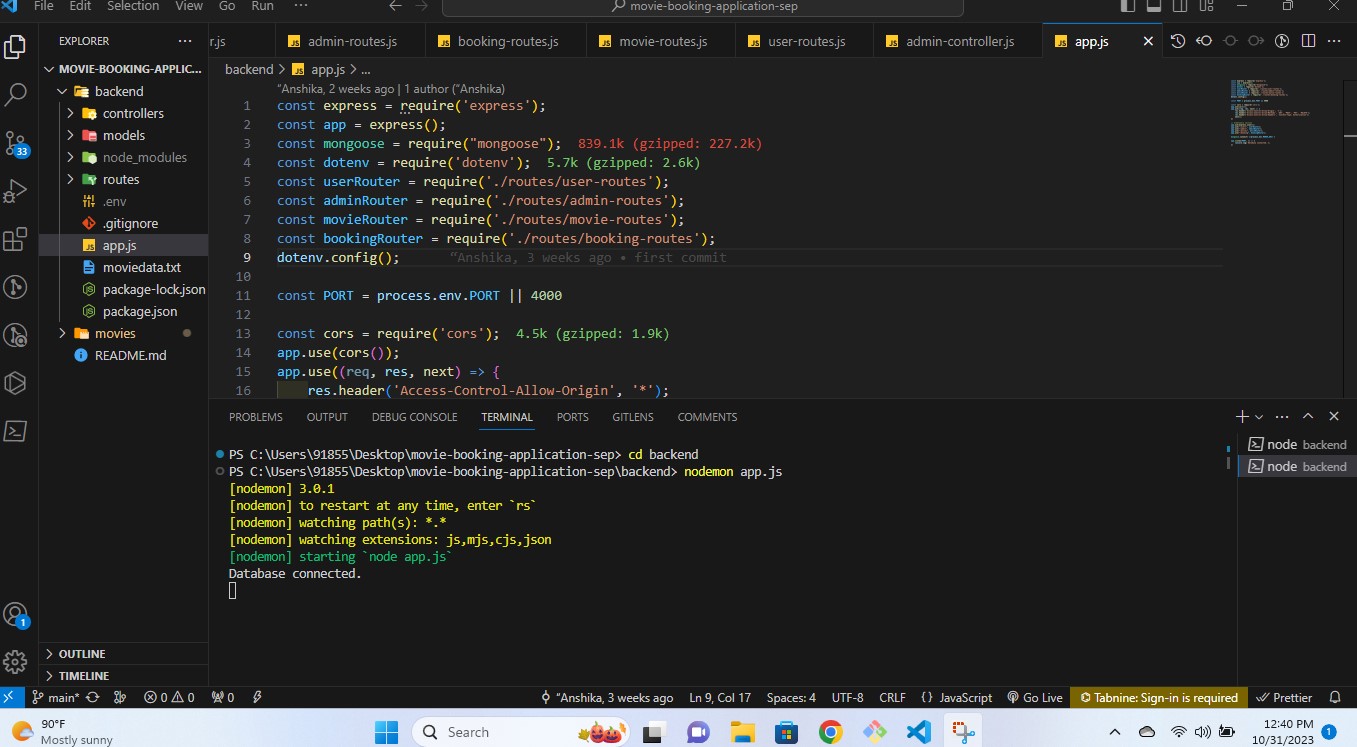 File Edit Selection View Go Run ···
movie-booking-application-sep
EXPLORER ···
r.js
admin-routes.js
booking-routes.js
movie-routes.js
user-routes.js
admin-controller.js
app.js
MOVIE-BOOKING-APPLIC...
backend
controllers
models
node_modules
routes
.env
.gitignore
app.js
moviedata.txt
package-lock.json
package.json
movies
README.md
OUTLINE
TIMELINE
33
1
backend > app.js > ...
"Anshika, 2 weeks ago | 1 author ("Anshika)
1 const express = require('express');
2 const app = express();
3 const mongoose = require("mongoose"); 839.1k (gzipped: 227.2k)
4 const dotenv = require('dotenv'); 5.7k (gzipped: 2.6k)
5 const userRouter = require('./routes/user-routes');
6 const adminRouter = require('./routes/admin-routes');
7 const movieRouter = require('./routes/movie-routes');
8 const bookingRouter = require('./routes/booking-routes');
9 dotenv.config(); "Anshika, 3 weeks ago • first commit
10
11 const PORT = process.env.PORT || 4000
12
13 const cors = require('cors'); 4.5k (gzipped: 1.9k)
14 app.use(cors());
15 app.use((req, res, next) => {
16 res.header('Access-Control-Allow-Origin', '*');
PROBLEMS OUTPUT DEBUG CONSOLE TERMINAL PORTS GITLENS COMMENTS
PS C:\Users\91855\Desktop\movie-booking-application-sep> cd backend
PS C:\Users\91855\Desktop\movie-booking-application-sep\backend> nodemon app.js
[nodemon] 3.0.1
[nodemon] to restart at any time, enter `rs`
[nodemon] watching path(s): *.*
[nodemon] watching extensions: js,mjs,cjs,json
[nodemon] starting `node app.js`
Database connected.
node backend
node backend
main* 0 0 0 "Anshika, 3 weeks ago Ln 9, Col 17 Spaces: 4 UTF-8 CRLF {} JavaScript Go Live Tabnine: Sign-in is required Prettier
90°F
Mostly sunny
Search
12:40 PM
10/31/2023
1